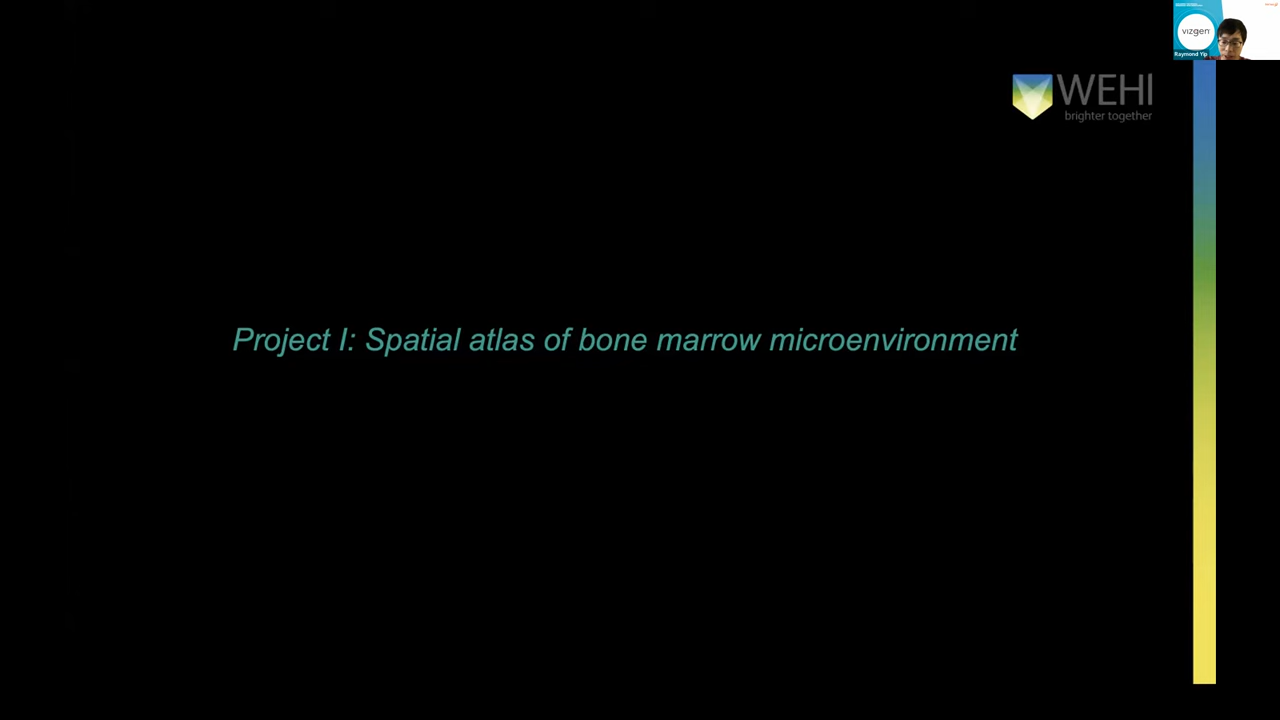 vizgen
Raymond Yip
WEHI
brighter together
Project I: Spatial atlas of bone marrow microenvironment